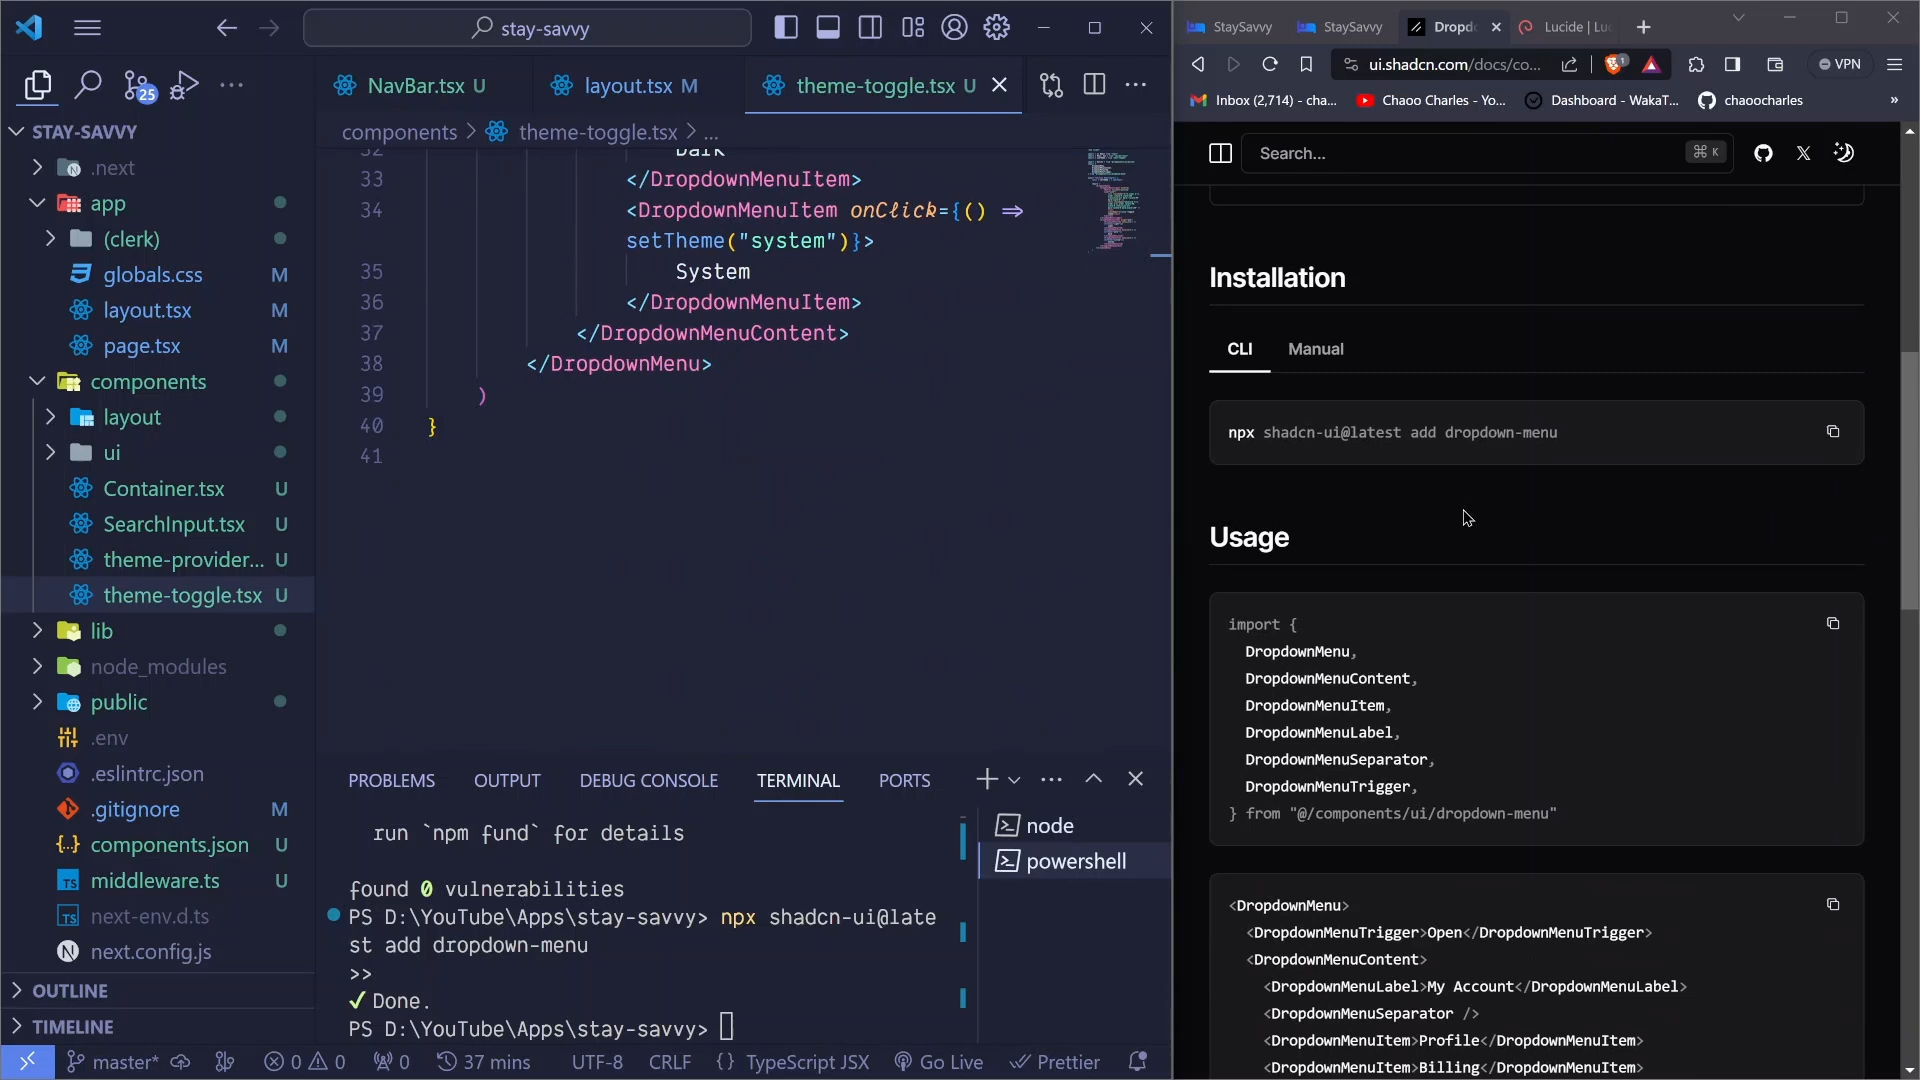 stay-savvy
StaySavvy
StaySavvy
Dropd
Lucide | Luc
ui.shadcn.com/docs/co...
1
VPN
Inbox (2,714) - cha...
Chaoo Charles - Yo...
Dashboard - WakaT...
chaoocharles
»
25
NavBar.tsx U
layout.tsx M
theme-toggle.tsx U
components > theme-toggle.tsx > ...
STAY-SAVVY
.next
app
(clerk)
globals.css M
layout.tsx M
page.tsx M
components
layout
ui
Container.tsx U
SearchInput.tsx U
theme-provider... U
theme-toggle.tsx U
lib
node_modules
public
.env
.eslintrc.json
.gitignore M
components.json U
middleware.ts U
next-env.d.ts
next.config.js
OUTLINE
TIMELINE
32 Dark
33 </DropdownMenuItem>
34 <DropdownMenuItem onClick={() ⇒
setTheme("system")}>
35 System
36 </DropdownMenuItem>
37 </DropdownMenuContent>
38 </DropdownMenu>
39 )
40 }
41
PROBLEMS OUTPUT DEBUG CONSOLE TERMINAL PORTS
run `npm fund` for details
found 0 vulnerabilities
PS D:\YouTube\Apps\stay-savvy> npx shadcn-ui@late
st add dropdown-menu
>>
✓ Done.
PS D:\YouTube\Apps\stay-savvy>
node
powershell
master* 0 0 0 37 mins UTF-8 CRLF {} TypeScript JSX Go Live Prettier
Search... ⌘ K
Installation
CLI Manual
npx shadcn-ui@latest add dropdown-menu
Usage
import {
DropdownMenu,
DropdownMenuContent,
DropdownMenuItem,
DropdownMenuLabel,
DropdownMenuSeparator,
DropdownMenuTrigger,
} from "@/components/ui/dropdown-menu"
<DropdownMenu>
<DropdownMenuTrigger>Open</DropdownMenuTrigger>
<DropdownMenuContent>
<DropdownMenuLabel>My Account</DropdownMenuLabel>
<DropdownMenuSeparator />
<DropdownMenuItem>Profile</DropdownMenuItem>
<DropdownMenuItem>Billing</DropdownMenuItem>